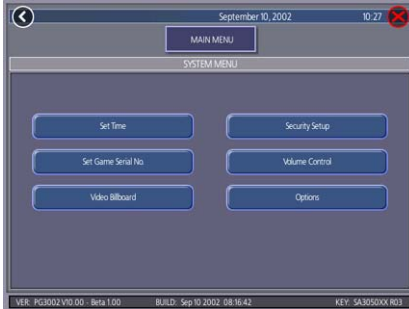 September 10, 2002 10:27
MAIN MENU
SYSTEM MENU
Set Time Security Setup
Set Game Serial No. Volume Control
Video Billboard Options
VER: PG3002 V10.00 - Beta 1.00 BUILD: Sep 10 2002 08:16:42 KEY: SA3050XX R03